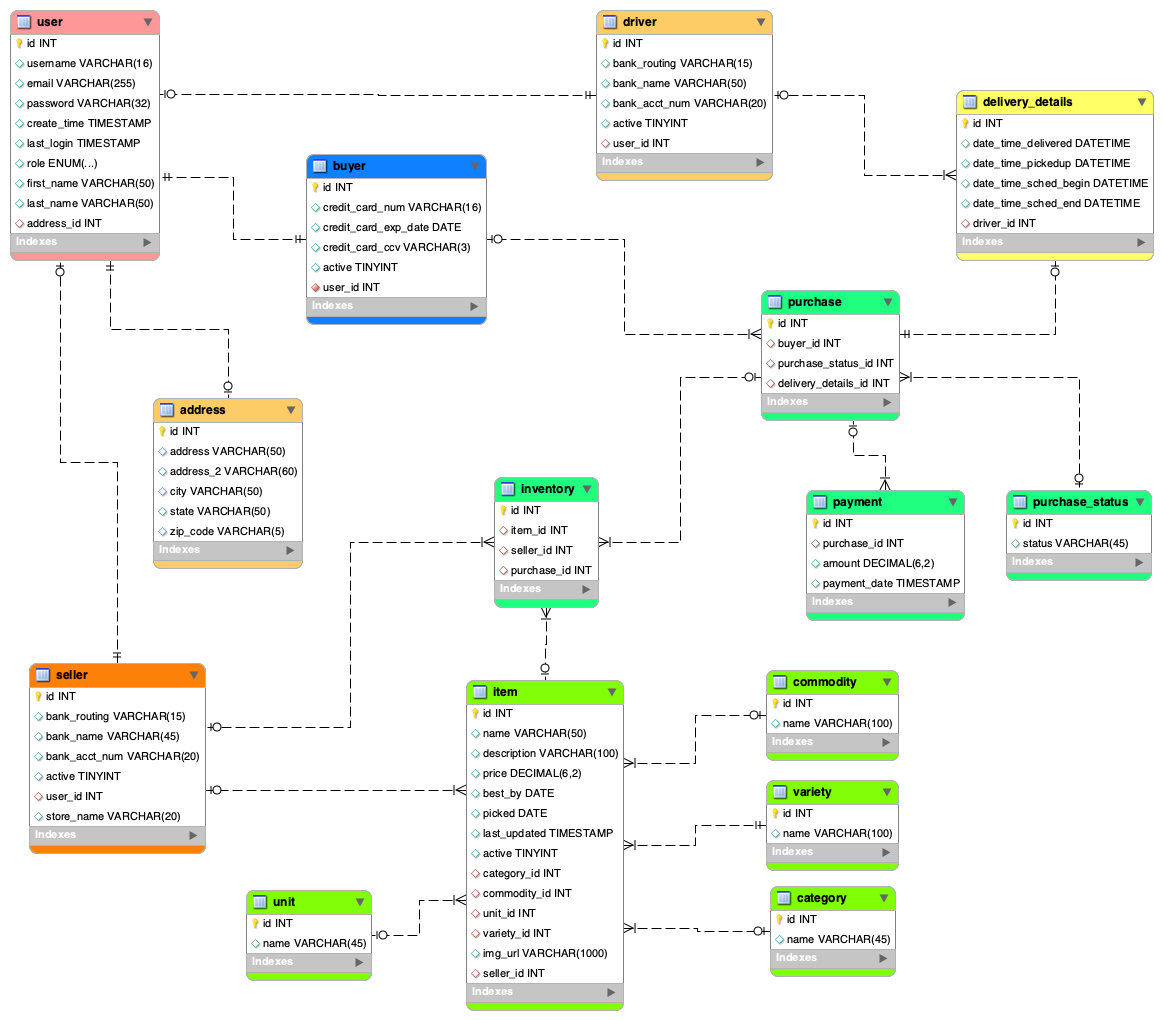 user
id INT
username VARCHAR(16)
email VARCHAR(255)
password VARCHAR(32)
create_time TIMESTAMP
last_login TIMESTAMP
role ENUM(...)
first_name VARCHAR(50)
last_name VARCHAR(50)
address_id INT
Indexes
driver
id INT
bank_routing VARCHAR(15)
bank_name VARCHAR(50)
bank_acct_num VARCHAR(20)
active TINYINT
user_id INT
Indexes
delivery_details
id INT
date_time_delivered DATETIME
date_time_pickedup DATETIME
date_time_sched_begin DATETIME
date_time_sched_end DATETIME
driver_id INT
Indexes
buyer
id INT
credit_card_num VARCHAR(16)
credit_card_exp_date DATE
credit_card_ccv VARCHAR(3)
active TINYINT
user_id INT
Indexes
purchase
id INT
buyer_id INT
purchase_status_id INT
delivery_details_id INT
Indexes
address
id INT
address VARCHAR(50)
address_2 VARCHAR(60)
city VARCHAR(50)
state VARCHAR(50)
zip_code VARCHAR(5)
Indexes
inventory
id INT
item_id INT
seller_id INT
purchase_id INT
Indexes
payment
id INT
purchase_id INT
amount DECIMAL(6,2)
payment_date TIMESTAMP
Indexes
purchase_status
id INT
status VARCHAR(45)
Indexes
seller
id INT
bank_routing VARCHAR(15)
bank_name VARCHAR(45)
bank_acct_num VARCHAR(20)
active TINYINT
user_id INT
store_name VARCHAR(20)
Indexes
item
id INT
name VARCHAR(50)
description VARCHAR(100)
price DECIMAL(6,2)
best_by DATE
picked DATE
last_updated TIMESTAMP
active TINYINT
category_id INT
commodity_id INT
unit_id INT
variety_id INT
img_url VARCHAR(1000)
seller_id INT
Indexes
commodity
id INT
name VARCHAR(100)
Indexes
variety
id INT
name VARCHAR(100)
Indexes
category
id INT
name VARCHAR(45)
Indexes
unit
id INT
name VARCHAR(45)
Indexes